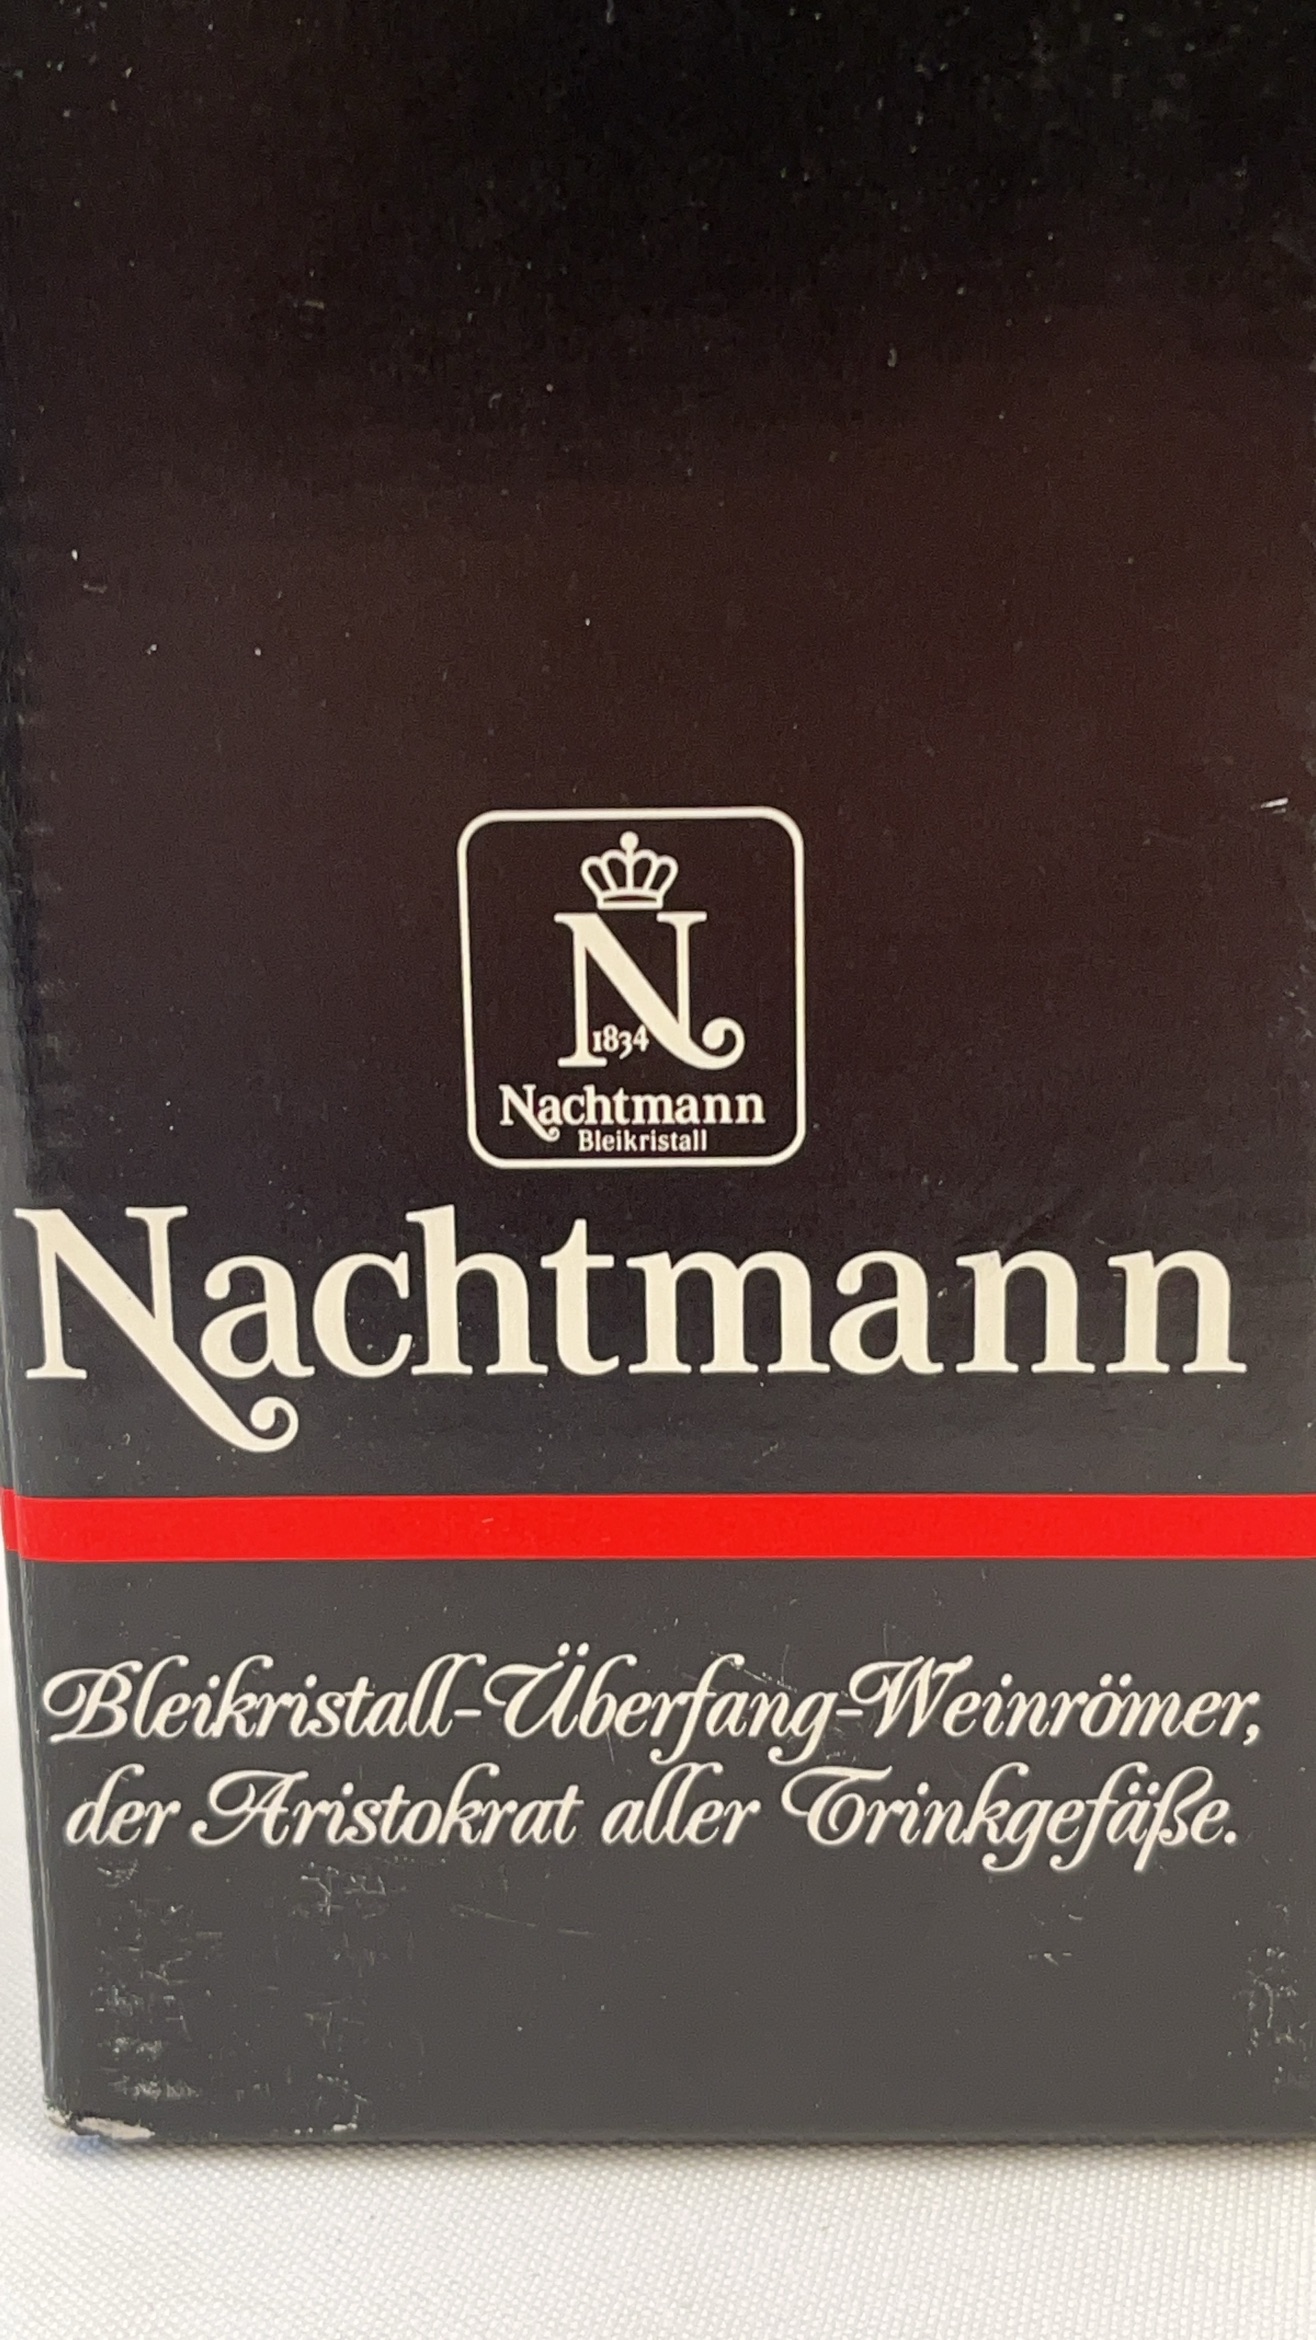 N
1834
Nachtmann
Bleikristall
Nachtmann
Bleikristall-Überfang-Weinrömer,
der Aristokrat aller Trinkgefäße.